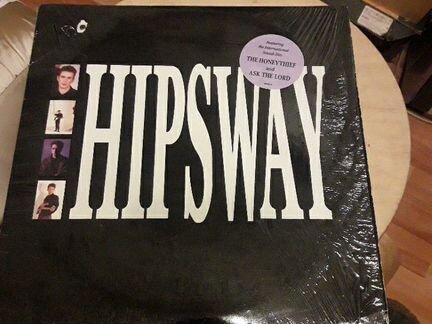 HIPSWAY
Featuring
the International
Smash Hits
THE HONEYTHIEF
and
ASK THE LORD